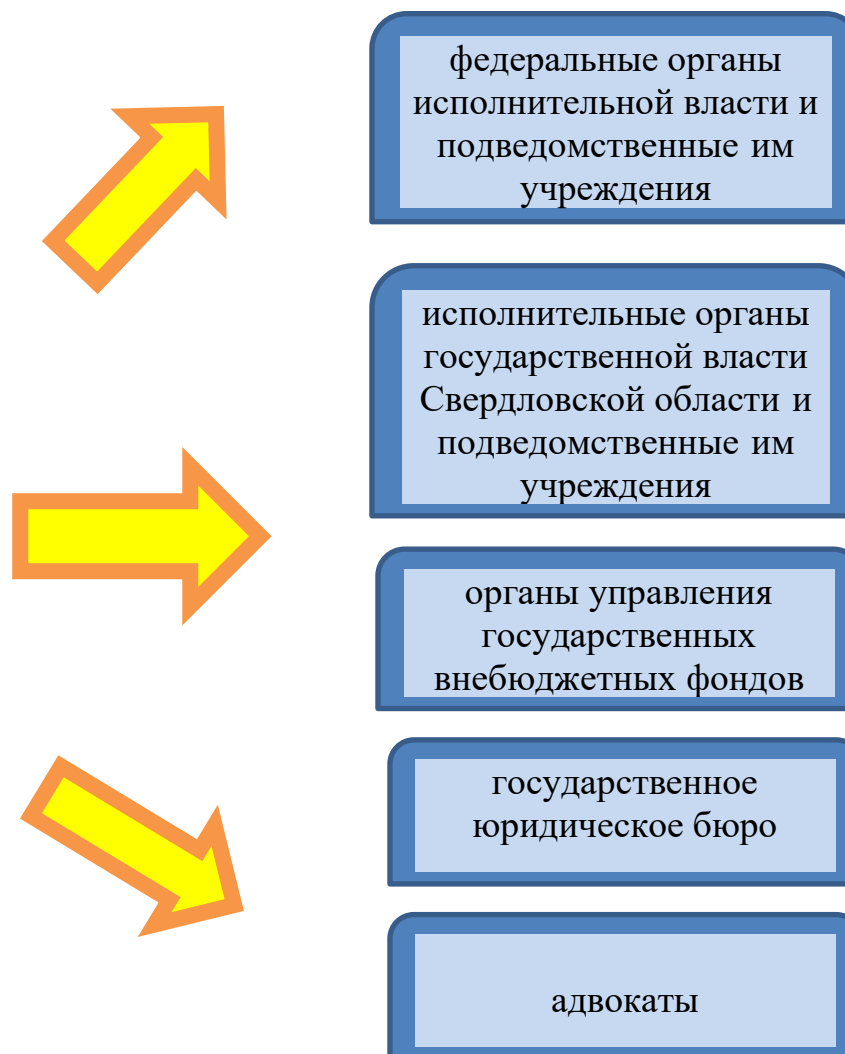 федеральные органы
исполнительной власти и
подведомственные им
учреждения
исполнительные органы
государственной власти
Свердловской области и
подведомственные им
учреждения
органы управления
государственных
внебюджетных фондов
государственное
юридическое бюро
адвокаты